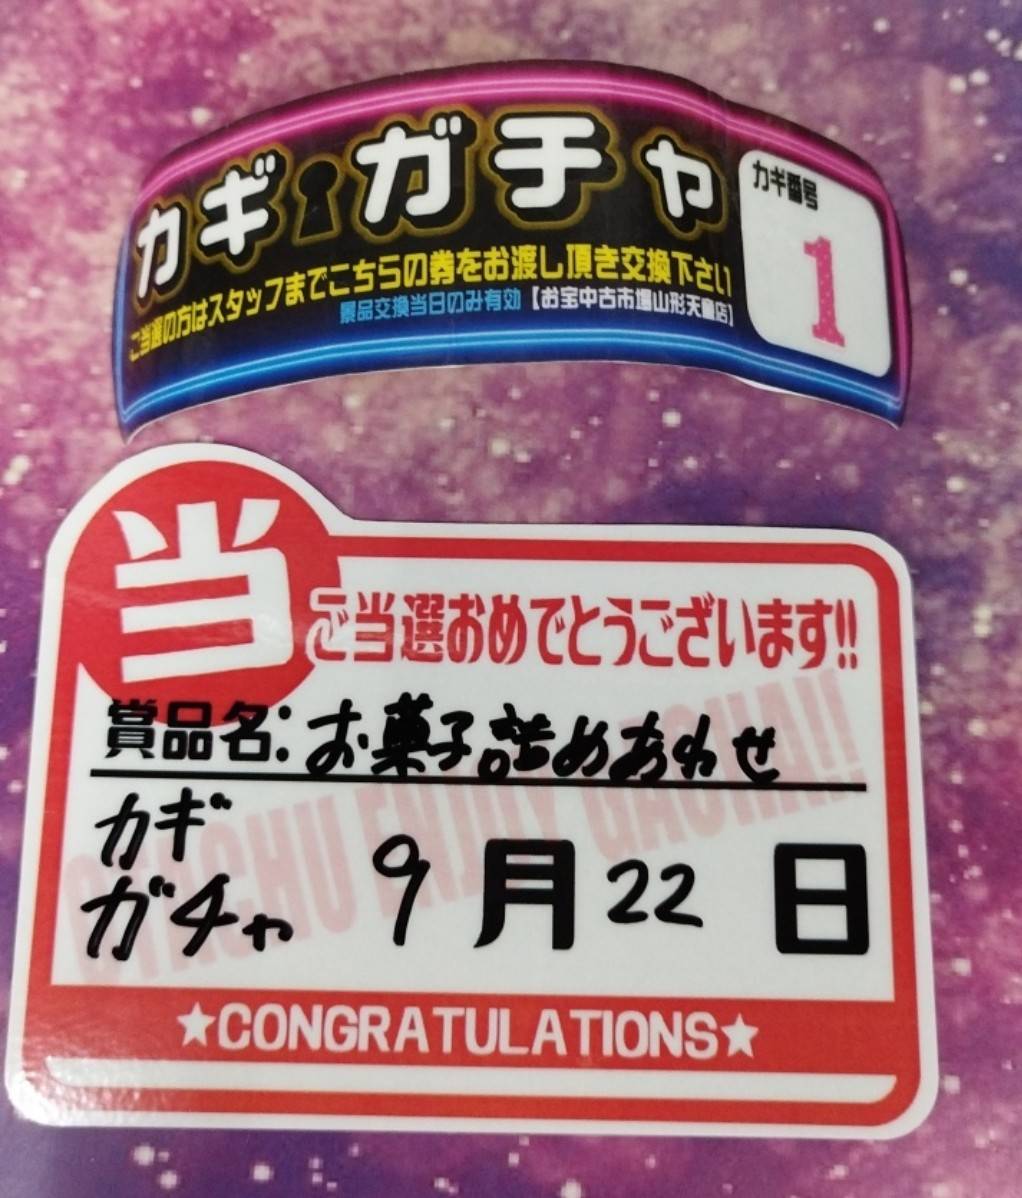 カギガチャ
カギ番号
1
ご当選の方はスタッフまでこちらの券をお渡し頂き交換下さい
景品交換当日のみ有効【お宝中古市場山形天童店】
当
ご当選おめでとうございます!!
賞品名:お菓子詰めあわせ
カギ
ガチャ
9月22日
ENJOY GACHA!!
★CONGRATULATIONS★